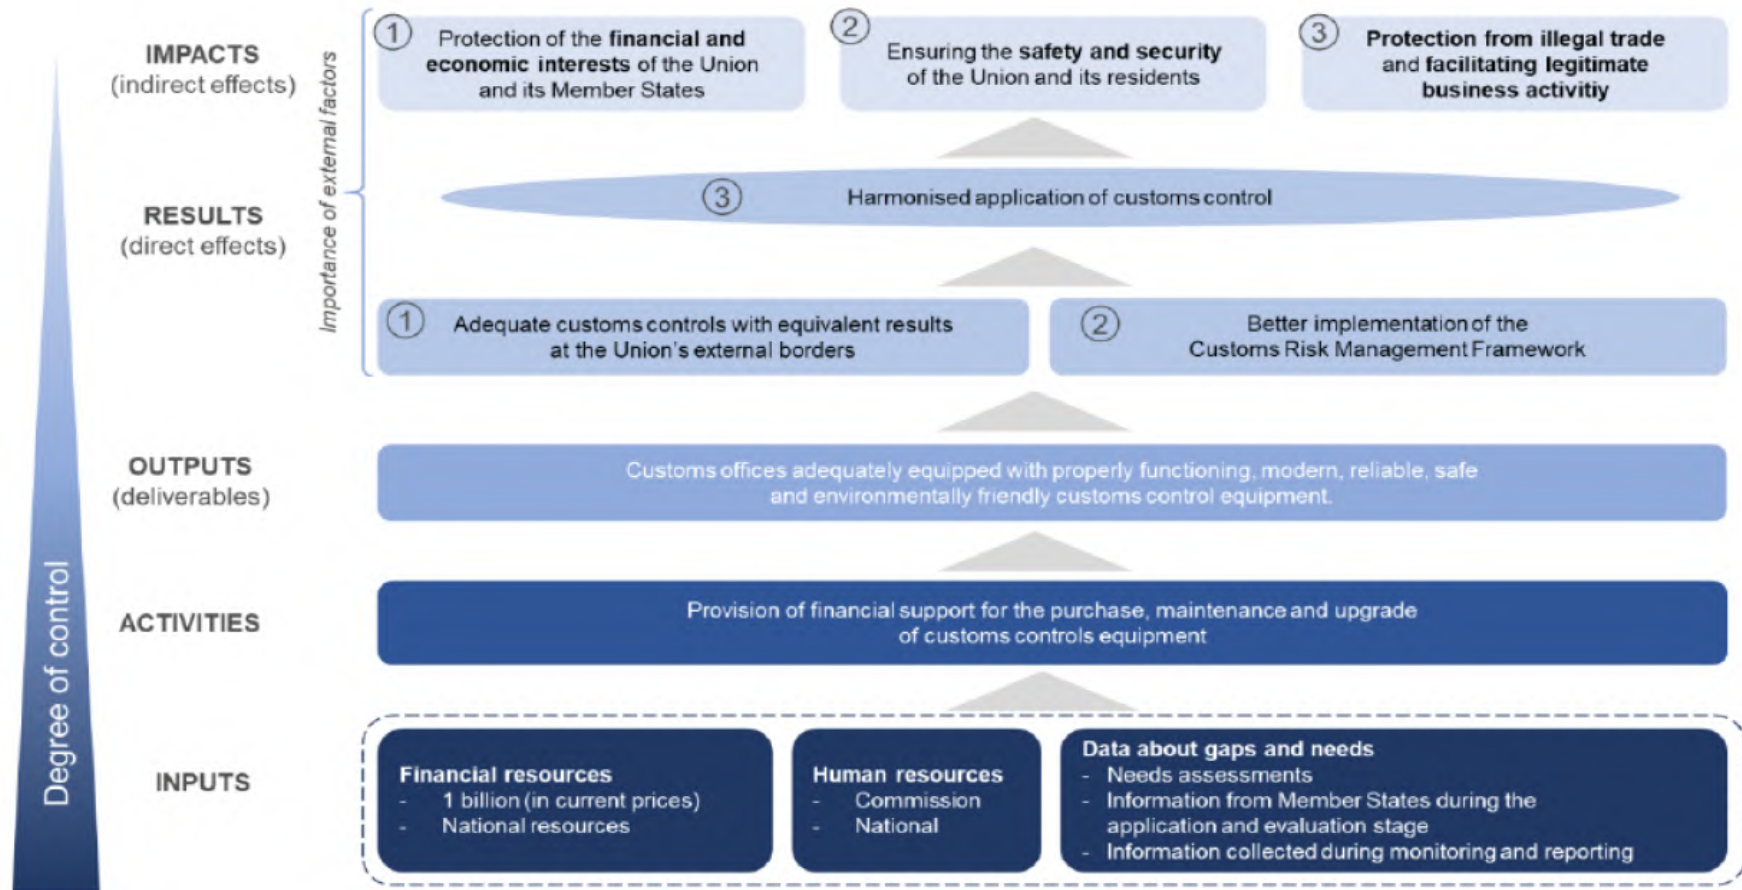 IMPACTS
(indirect effects)
Importance of external factors
1
Protection of the financial and
economic interests of the Union
and its Member States
2
Ensuring the safety and security
of the Union and its residents
3
Protection from illegal trade
and facilitating legitimate
business activitiy
RESULTS
(direct effects)
3
Harmonised application of customs control
1
Adequate customs controls with equivalent results
at the Union's external borders
2
Better implementation of the
Customs Risk Management Framework
OUTPUTS
(deliverables)
Customs offices adequately equipped with properly functioning, modern, reliable, safe
and environmentally friendly customs control equipment.
Degree of control
ACTIVITIES
Provision of financial support for the purchase, maintenance and upgrade
of customs controls equipment
INPUTS
Financial resources
- 1 billion (in current prices)
- National resources
Human resources
- Commission
- National
Data about gaps and needs
- Needs assessments
- Information from Member States during the
application and evaluation stage
- Information collected during monitoring and reporting